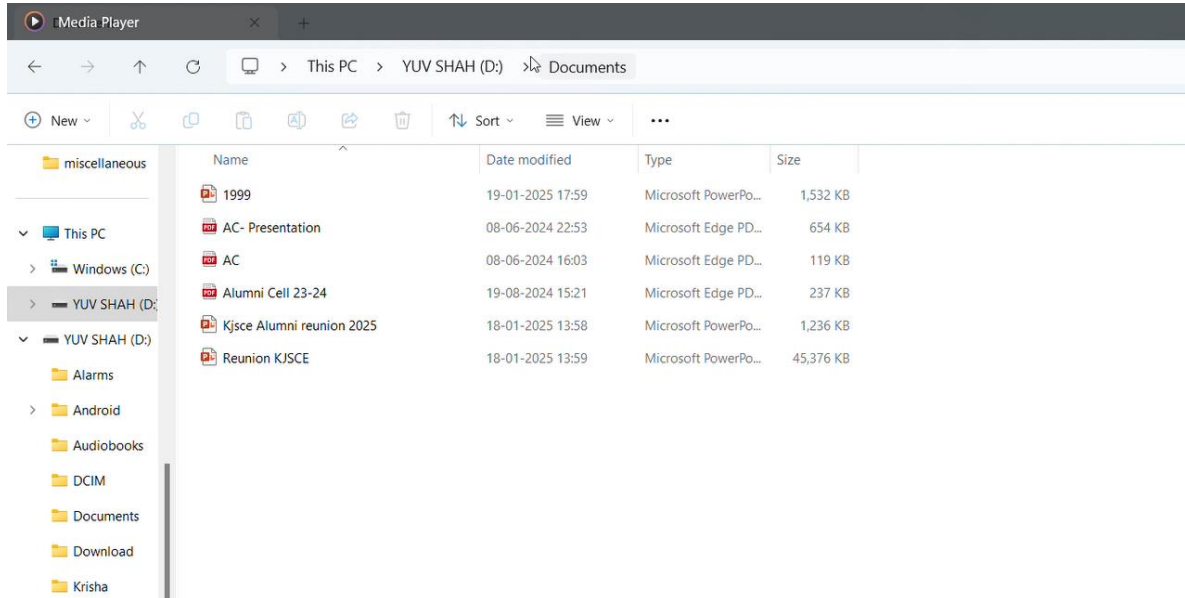 Media Player
This PC > YUV SHAH (D:) > Documents
New Sort View ...
miscellaneous
Name Date modified Type Size
1999 19-01-2025 17:59 Microsoft PowerPo... 1,532 KB
AC- Presentation 08-06-2024 22:53 Microsoft Edge PD... 654 KB
This PC
AC 08-06-2024 16:03 Microsoft Edge PD... 119 KB
Windows (C:)
Alumni Cell 23-24 19-08-2024 15:21 Microsoft Edge PD... 237 KB
YUV SHAH (D:
Kjsce Alumni reunion 2025 18-01-2025 13:58 Microsoft PowerPo... 1,236 KB
YUV SHAH (D:)
Reunion KJSCE 18-01-2025 13:59 Microsoft PowerPo... 45,376 KB
Alarms
Android
Audiobooks
DCIM
Documents
Download
Krisha